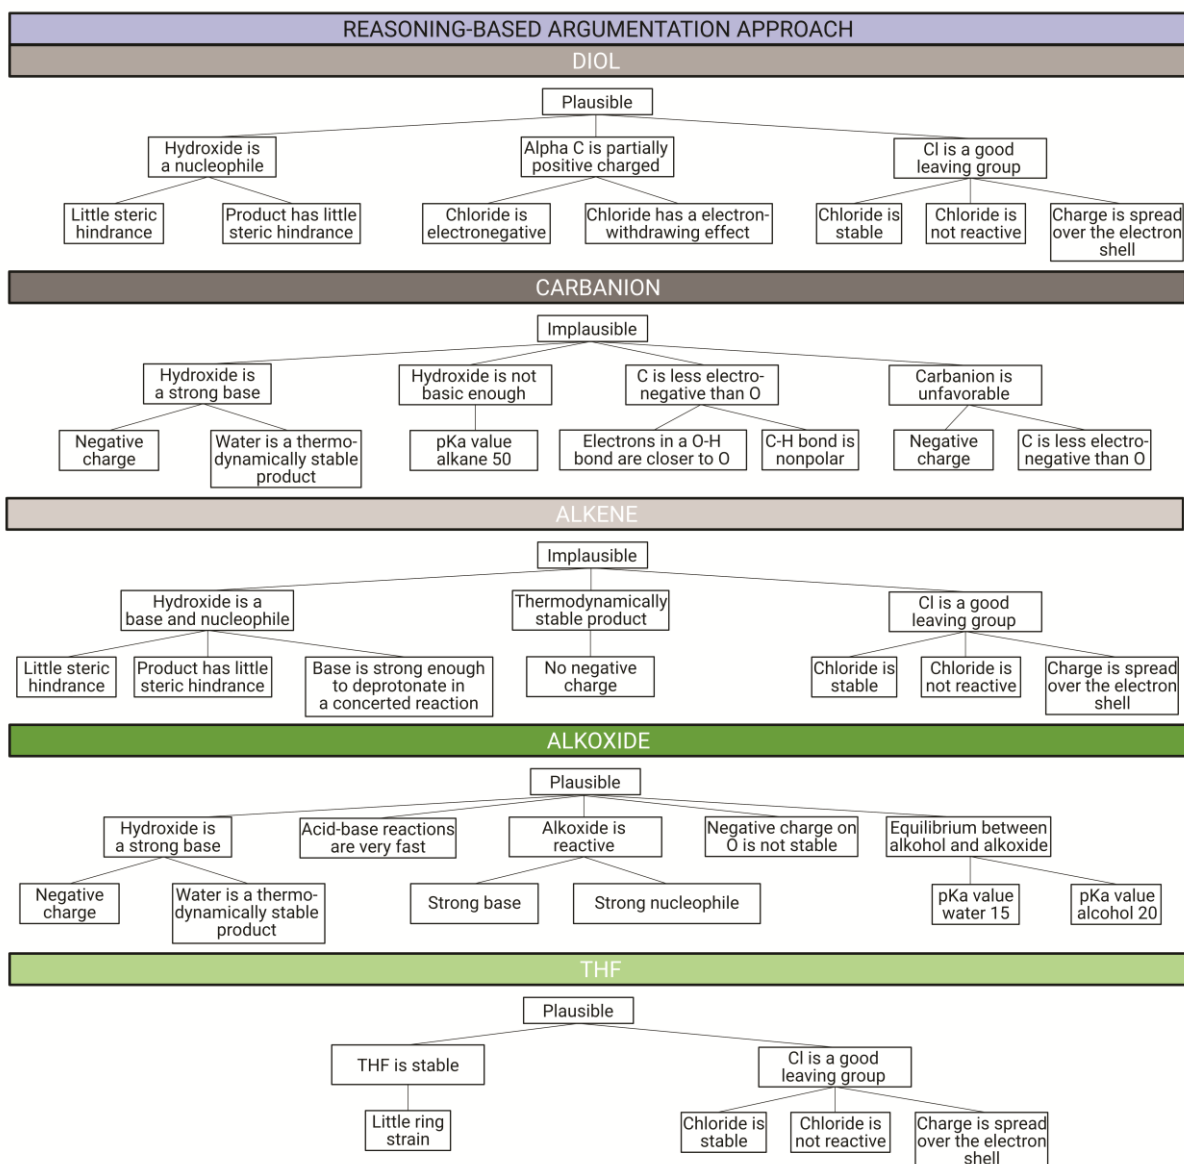 REASONING-BASED ARGUMENTATION APPROACH
DIOL
Plausible
Hydroxide is
a nucleophile
Alpha C is partially
positive charged
Cl is a good
leaving group
Little steric
hindrance
Product has little
steric hindrance
Chloride is
electronegative
Chloride has a electron-
withdrawing effect
Chloride is
stable
Chloride is
not reactive
Charge is spread
over the electron
shell
CARBANION
Implausible
Hydroxide is
a strong base
Hydroxide is not
basic enough
C is less electro-
negative than O
Carbanion is
unfavorable
Negative
charge
Water is a thermo-
dynamically stable
product
pKa value
alkane 50
Electrons in a O-H
bond are closer to O
C-H bond is
nonpolar
Negative
charge
C is less electro-
negative than O
ALKENE
Implausible
Hydroxide is a
base and nucleophile
Thermodynamically
stable product
Cl is a good
leaving group
Little steric
hindrance
Product has little
steric hindrance
Base is strong enough
to deprotonate in
a concerted reaction
No negative
charge
Chloride is
stable
Chloride is
not reactive
Charge is spread
over the electron
shell
ALKOXIDE
Plausible
Hydroxide is
a strong base
Acid-base reactions
are very fast
Alkoxide is
reactive
Negative charge on
O is not stable
Equilibrium between
alcohol and alkoxide
Negative
charge
Water is a thermo-
dynamically stable
product
Strong base
Strong nucleophile
pKa value
water 15
pKa value
alcohol 20
THF
Plausible
THF is stable
Cl is a good
leaving group
Little ring
strain
Chloride is
stable
Chloride is
not reactive
Charge is spread
over the electron
shell